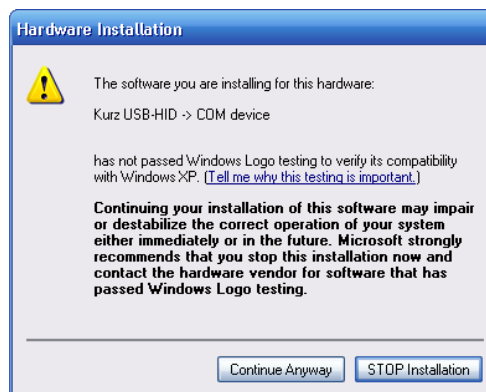 Hardware Installation
The software you are installing for this hardware:
Kurz USB-HID -> COM device
has not passed Windows Logo testing to verify its compatibility
with Windows XP. (Tell me why this testing is important.)
Continuing your installation of this software may impair
or destabilize the correct operation of your system
either immediately or in the future. Microsoft strongly
recommends that you stop this installation now and
contact the hardware vendor for software that has
passed Windows Logo testing.
Continue Anyway
STOP Installation